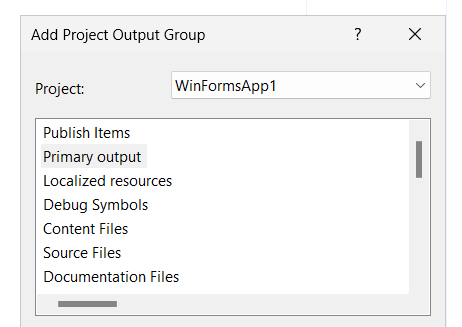 Add Project Output Group
?
Project:
WinFormsApp1
Publish Items
Primary output
Localized resources
Debug Symbols
Content Files
Source Files
Documentation Files